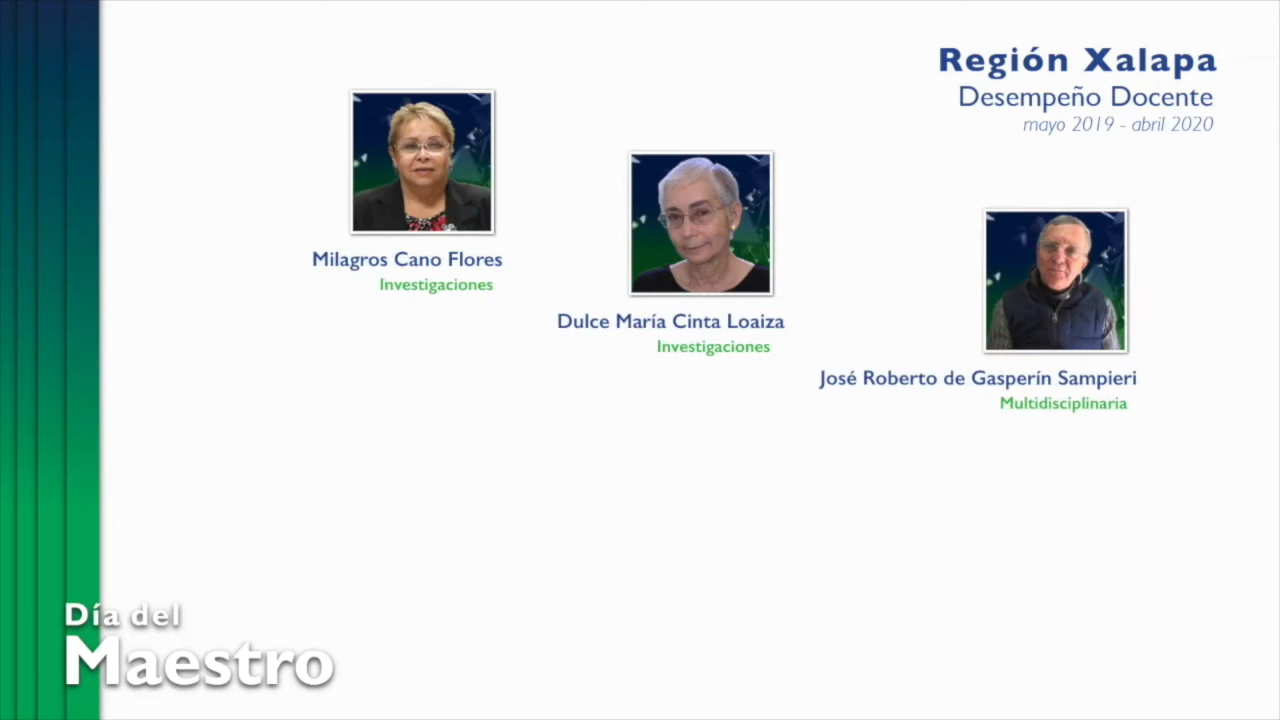 Región Xalapa
Desempeño Docente
mayo 2019 - abril 2020
Milagros Cano Flores
Investigaciones
Dulce María Cinta Loaiza
Investigaciones
José Roberto de Gasperín Sampieri
Multidisciplinaria
Día del
Maestro